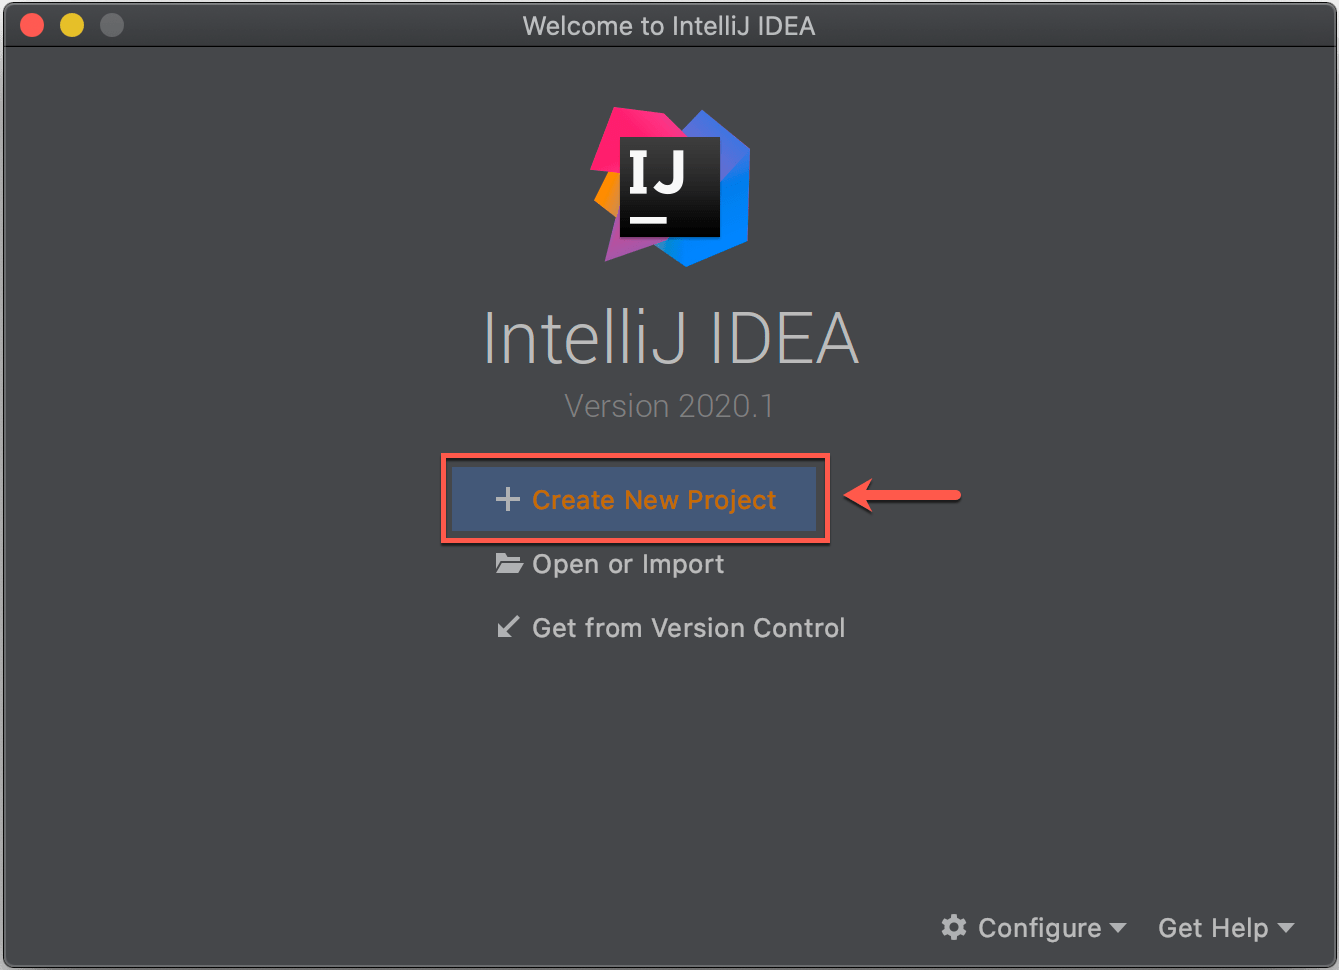 Welcome to IntelliJ IDEA
IJ
IntelliJ IDEA
Version 2020.1
Create New Project
Open or Import
Get from Version Control
Configure
Get Help